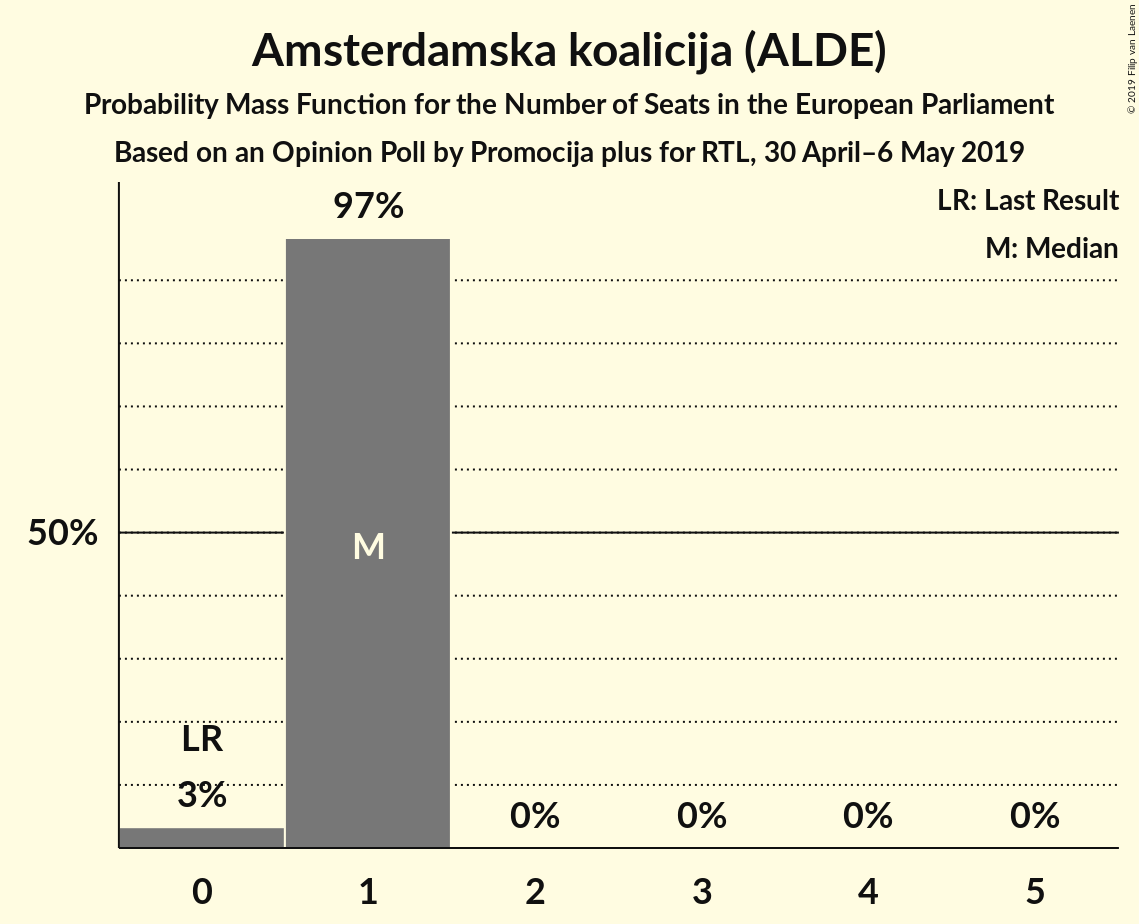 Amsterdamska koalicija (ALDE)
Probability Mass Function for the Number of Seats in the European Parliament
Based on an Opinion Poll by Promocija plus for RTL, 30 April–6 May 2019
© 2019 Filip van Laenen
LR: Last Result
M: Median
97%
50%
M
LR
3%
0% 0% 0% 0%
0 1 2 3 4 5